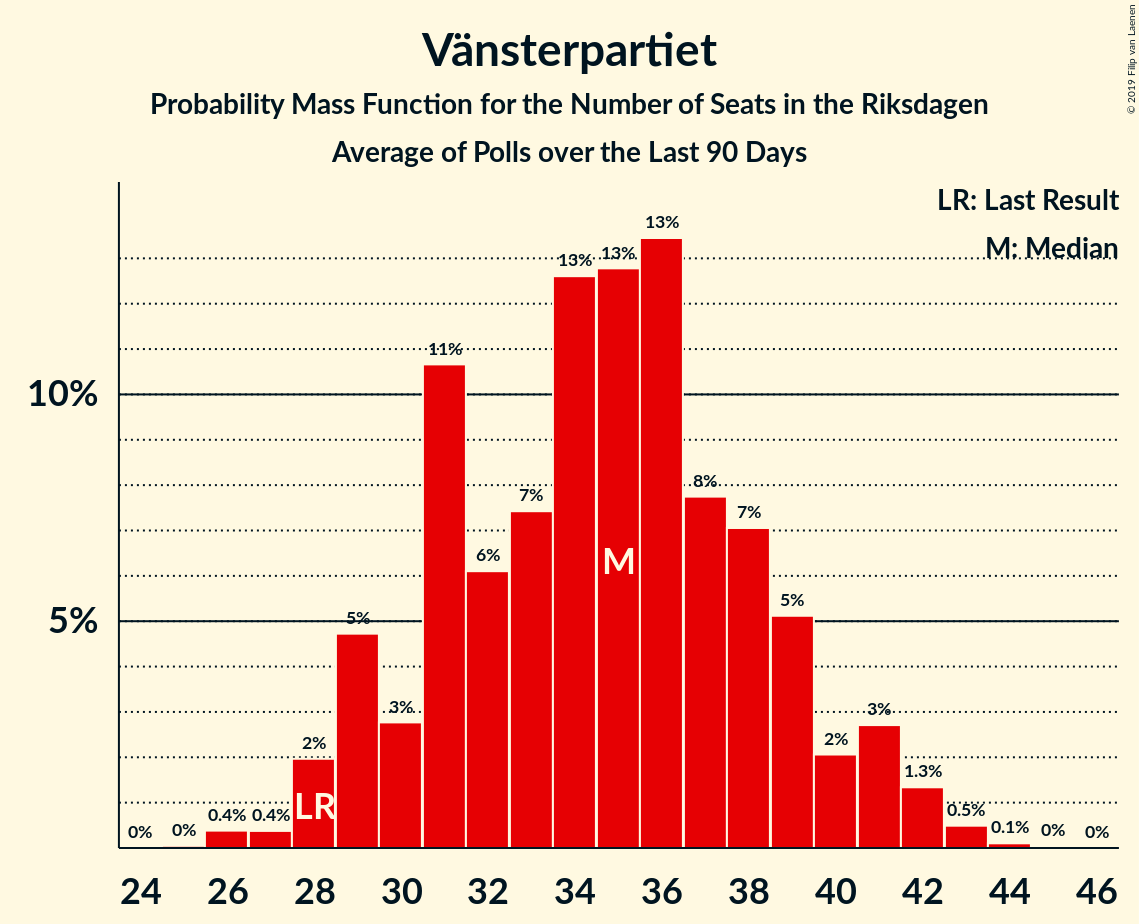 Vänsterpartiet
Probability Mass Function for the Number of Seats in the Riksdagen
Average of Polls over the Last 90 Days
© 2019 Filip van Laenen
LR: Last Result
M: Median
10%
5%
0%
0%
0.4%
0.4%
2%
5%
3%
11%
6%
7%
13%
13%
13%
8%
7%
5%
2%
3%
1.3%
0.5%
0.1%
0%
0%
LR
M
24 26 28 30 32 34 36 38 40 42 44 46